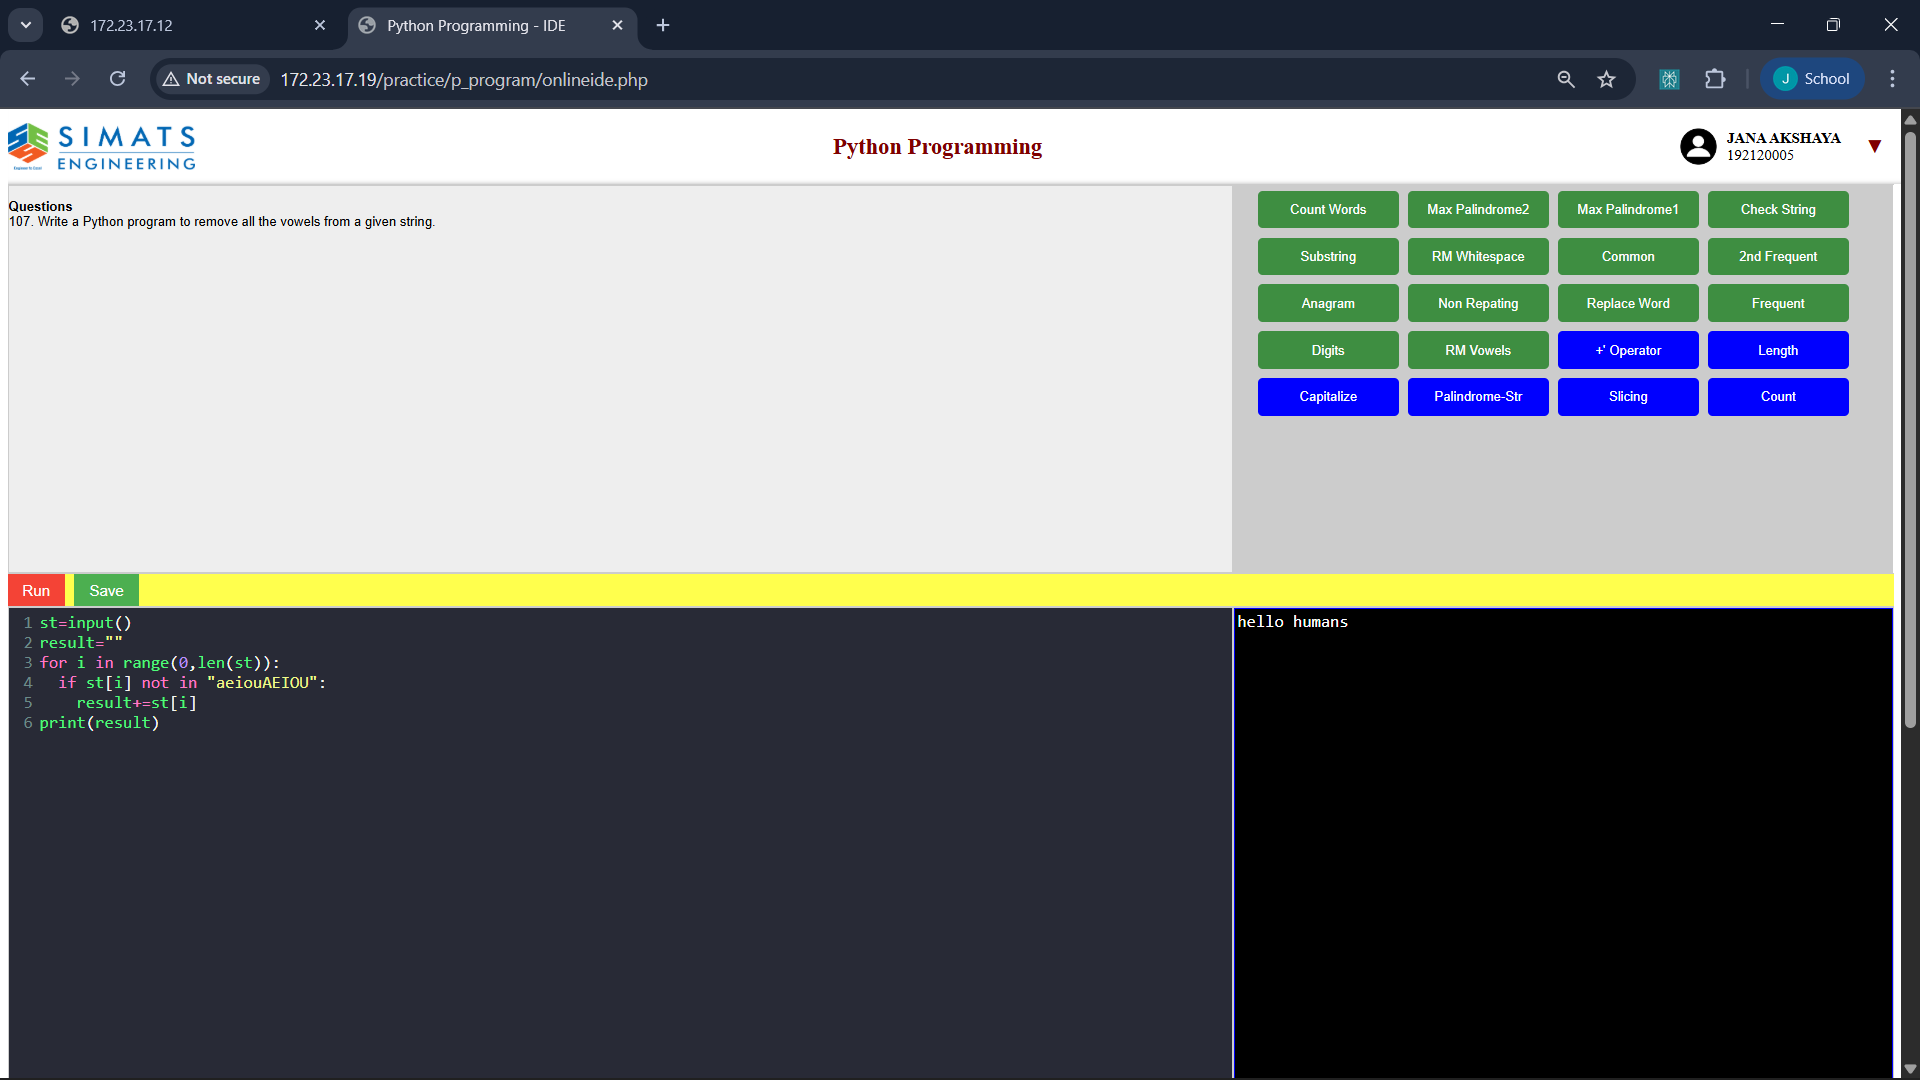 172.23.17.12
Python Programming - IDE
Not secure
172.23.17.19/practice/p_program/onlineide.php
J
School
SIMATS
ENGINEERING
Python Programming
JANA AKSHAYA
192120005
Questions
107. Write a Python program to remove all the vowels from a given string.
Count Words
Max Palindrome2
Max Palindrome1
Check String
Substring
RM Whitespace
Common
2nd Frequent
Anagram
Non Repating
Replace Word
Frequent
Digits
RM Vowels
+' Operator
Length
Capitalize
Palindrome-Str
Slicing
Count
Run
Save
1 st=input()
2 result=""
3 for i in range(0,len(st)):
4   if st[i] not in "aeiouAEIOU":
5     result+=st[i]
6 print(result)
hello humans